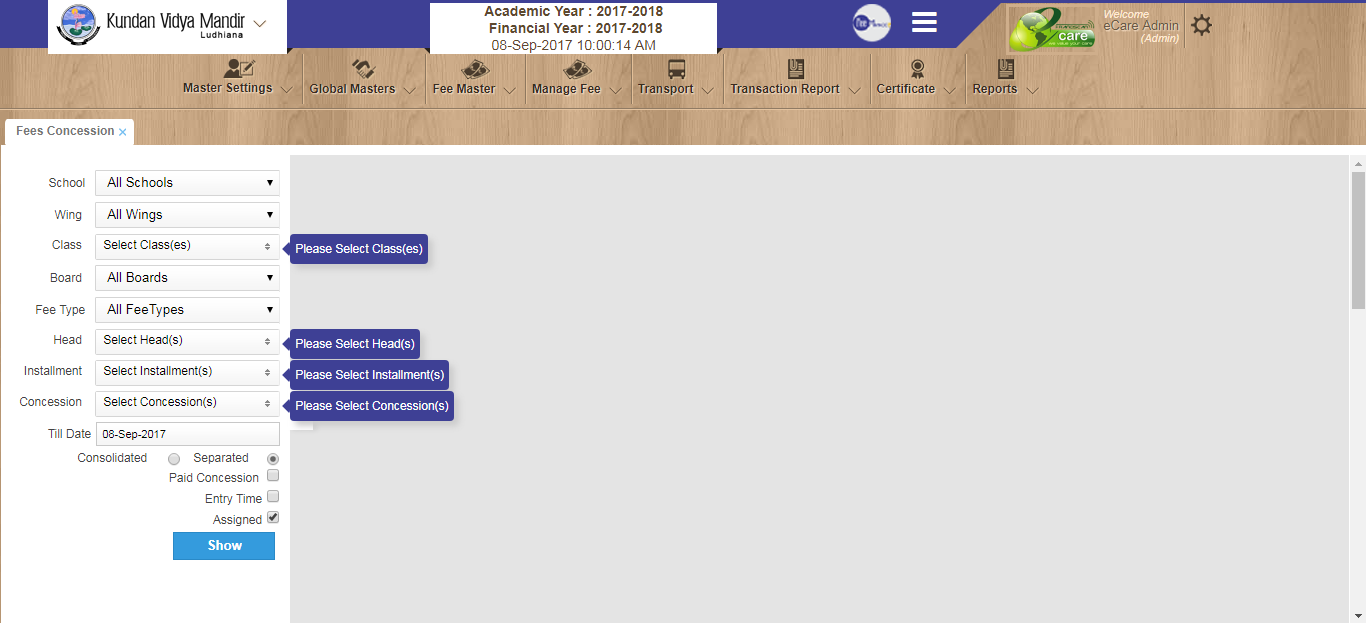 Kundan Vidya Mandir
Ludhiana
Academic Year : 2017-2018
Financial Year : 2017-2018
08-Sep-2017 10:00:14 AM
care
Welcome
eCare Admin
(Admin)
Master Settings
Global Masters
Fee Master
Manage Fee
Transport
Transaction Report
Certificate
Reports
Fees Concession ×
School All Schools
Wing All Wings
Class Select Class(es) Please Select Class(es)
Board All Boards
Fee Type All FeeTypes
Head Select Head(s) Please Select Head(s)
Installment Select Installment(s) Please Select Installment(s)
Concession Select Concession(s) Please Select Concession(s)
Till Date 08-Sep-2017
Consolidated Separated
Paid Concession
Entry Time
Assigned
Show